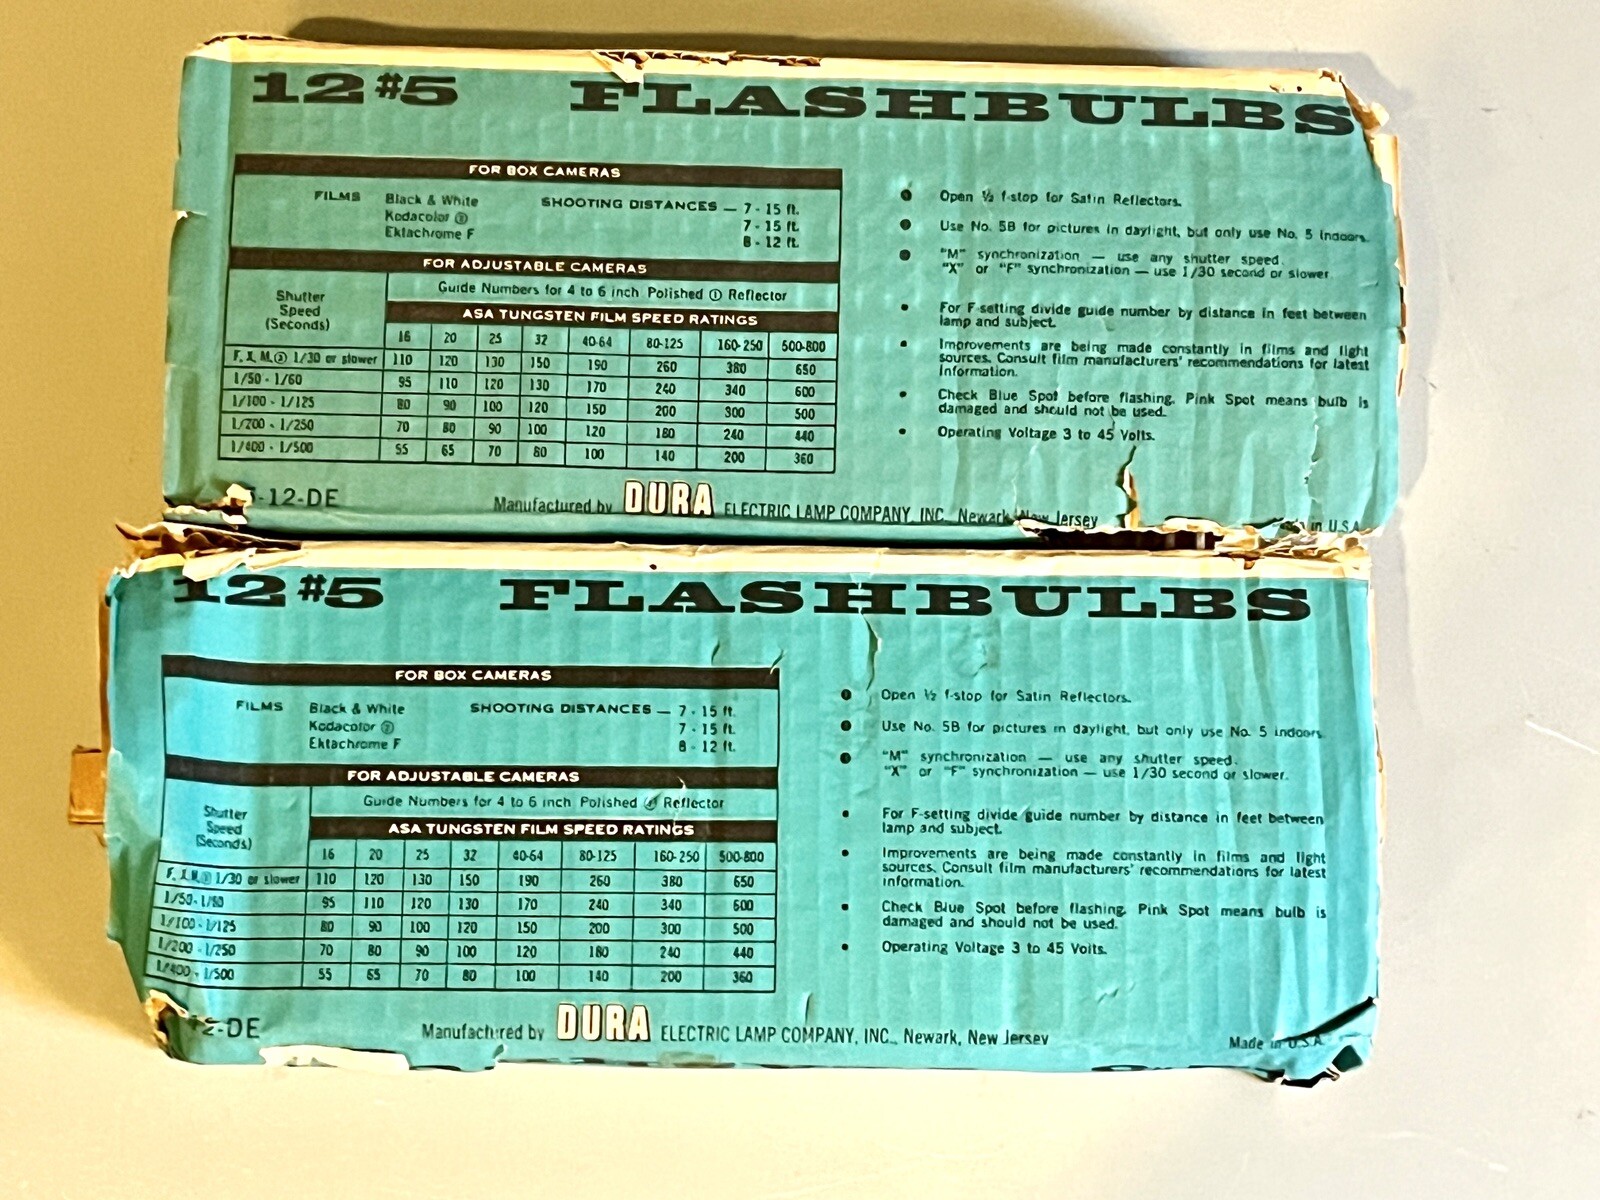 12 #5 FLASHBULBS
FOR BOX CAMERAS
FILMS Black & White SHOOTING DISTANCES — 7 - 15 ft.
Kodacolor ② 7 - 15 ft.
Ektachrome F 8 - 12 ft.
FOR ADJUSTABLE CAMERAS
Shutter Speed (Seconds)
Guide Numbers for 4 to 6 inch Polished ① Reflector
ASA TUNGSTEN FILM SPEED RATINGS
16 20 25 32 40-64 80-125 160-250 500-800
F, X, M, ③ 1/30 or slower 110 120 130 150 190 260 380 650
1/50 - 1/60 95 110 120 130 170 240 340 600
1/100 - 1/125 80 90 100 120 150 200 300 500
1/200 - 1/250 70 80 90 100 120 180 240 440
1/400 - 1/500 55 65 70 80 100 140 200 360
Open ½ f-stop for Satin Reflectors.
Use No. 5B for pictures in daylight, but only use No. 5 indoors.
"M" synchronization — use any shutter speed.
"X" or "F" synchronization — use 1/30 second or slower.
• For F-setting divide guide number by distance in feet between
lamp and subject.
• Improvements are being made constantly in films and light
sources. Consult film manufacturers' recommendations for latest
information.
• Check Blue Spot before flashing. Pink Spot means bulb is
damaged and should not be used.
• Operating Voltage 3 to 45 Volts.
-12-DE Manufactured by DURA ELECTRIC LAMP COMPANY, INC. Newark, New Jersey in U.S.A.
12 #5 FLASHBULBS
FOR BOX CAMERAS
FILMS Black & White SHOOTING DISTANCES — 7 - 15 ft.
Kodacolor ② 7 - 15 ft.
Ektachrome F 8 - 12 ft.
FOR ADJUSTABLE CAMERAS
Shutter Speed (Seconds)
Guide Numbers for 4 to 6 inch Polished Reflector
ASA TUNGSTEN FILM SPEED RATINGS
16 20 25 32 40-64 80-125 160-250 500-800
F, X, M, ③ 1/30 or slower 110 120 130 150 190 260 380 650
1/50 - 1/60 95 110 120 130 170 240 340 600
1/100 - 1/125 80 90 100 120 150 200 300 500
1/200 - 1/250 70 80 90 100 120 180 240 440
1/400 - 1/500 55 65 70 80 100 140 200 360
Open ½ f-stop for Satin Reflectors.
Use No. 5B for pictures in daylight, but only use No. 5 indoors.
"M" synchronization — use any shutter speed.
"X" or "F" synchronization — use 1/30 second or slower.
• For F-setting divide guide number by distance in feet between
lamp and subject.
• Improvements are being made constantly in films and light
sources. Consult film manufacturers' recommendations for latest
information.
• Check Blue Spot before flashing. Pink Spot means bulb is
damaged and should not be used.
• Operating Voltage 3 to 45 Volts.
2-DE Manufactured by DURA ELECTRIC LAMP COMPANY, INC., Newark, New Jersey Made in U.S.A.